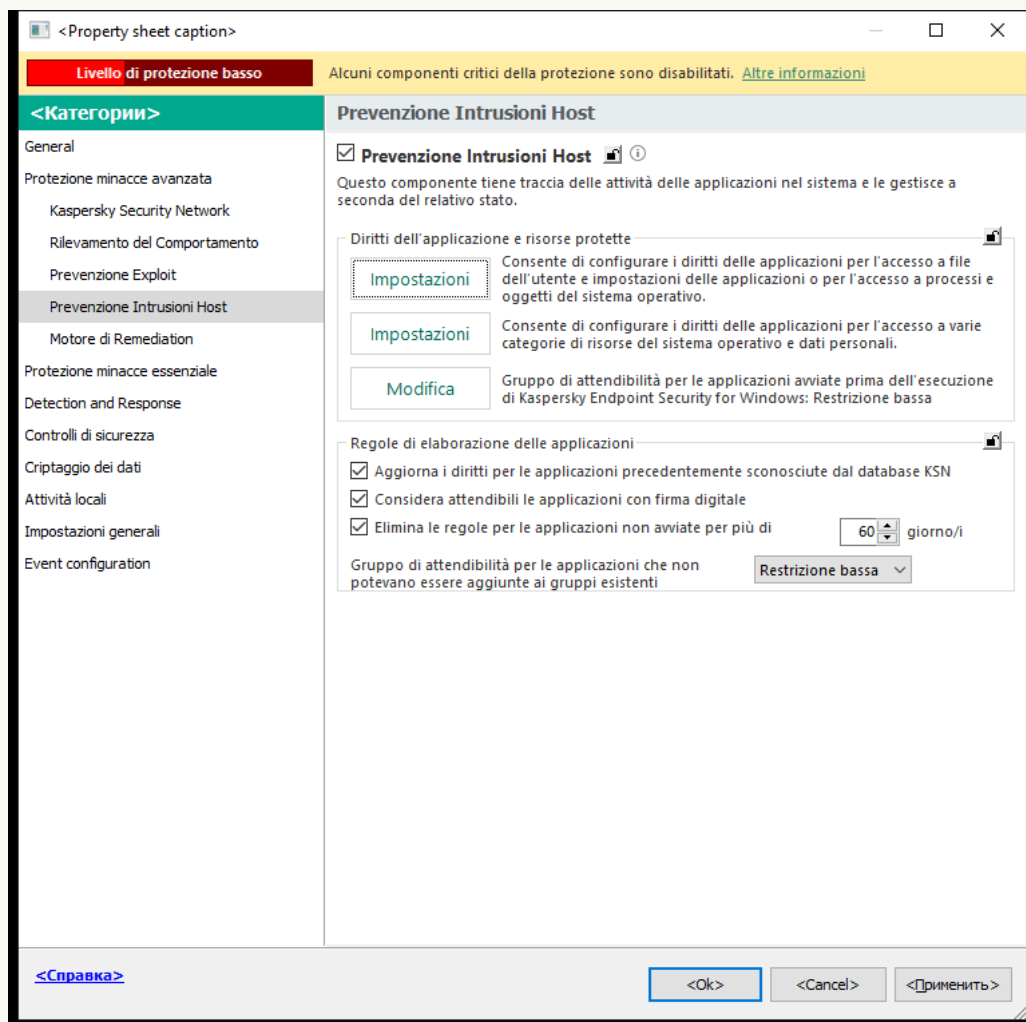 <Property sheet caption>
Livello di protezione basso
Alcuni componenti critici della protezione sono disabilitati. Altre informazioni
<Категории>
General
Protezione minacce avanzata
Kaspersky Security Network
Rilevamento del Comportamento
Prevenzione Exploit
Prevenzione Intrusioni Host
Motore di Remediation
Protezione minacce essenziale
Detection and Response
Controlli di sicurezza
Criptaggio dei dati
Attività locali
Impostazioni generali
Event configuration
Prevenzione Intrusioni Host
Prevenzione Intrusioni Host
Questo componente tiene traccia delle attività delle applicazioni nel sistema e le gestisce a
seconda del relativo stato.
Diritti dell'applicazione e risorse protette
Impostazioni
Consente di configurare i diritti delle applicazioni per l'accesso a file
dell'utente e impostazioni delle applicazioni o per l'accesso a processi e
oggetti del sistema operativo.
Impostazioni
Consente di configurare i diritti delle applicazioni per l'accesso a varie
categorie di risorse del sistema operativo e dati personali.
Modifica
Gruppo di attendibilità per le applicazioni avviate prima dell'esecuzione
di Kaspersky Endpoint Security for Windows: Restrizione bassa
Regole di elaborazione delle applicazioni
Aggiorna i diritti per le applicazioni precedentemente sconosciute dal database KSN
Considera attendibili le applicazioni con firma digitale
Elimina le regole per le applicazioni non avviate per più di 60 giorno/i
Gruppo di attendibilità per le applicazioni che non
potevano essere aggiunte ai gruppi esistenti
Restrizione bassa
<Справка>
<Ok>
<Cancel>
<Применить>